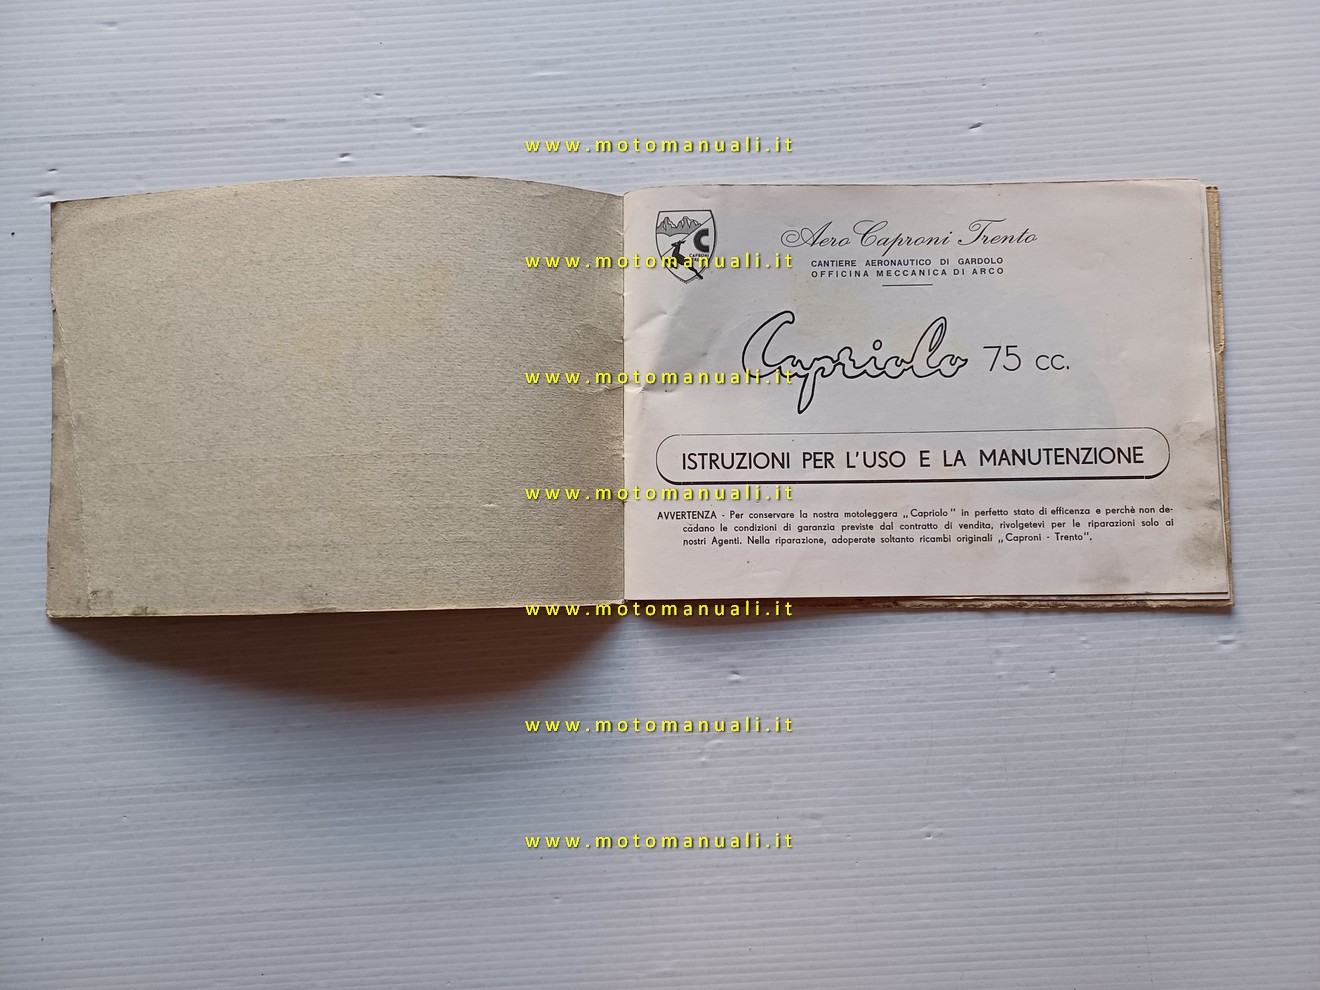 www.motomanuali.it
C
CAPRONI
Aero Caproni Trento
www.motomanuali.it
CANTIERE AERONAUTICO DI GARDOLO
OFFICINA MECCANICA DI ARCO
Capriolo 75 cc.
www.motomanuali.it
ISTRUZIONI PER L'USO E LA MANUTENZIONE
www.motomanuali.it
AVVERTENZA - Per conservare la nostra motoleggera „Capriolo" in perfetto stato di efficenza e perchè non de-
cadano le condizioni di garanzia previste dal contratto di vendita, rivolgetevi per le riparazioni solo ai
nostri Agenti. Nella riparazione, adoperate soltanto ricambi originali „Caproni - Trento".
www.motomanuali.it
www.motomanuali.it
www.motomanuali.it